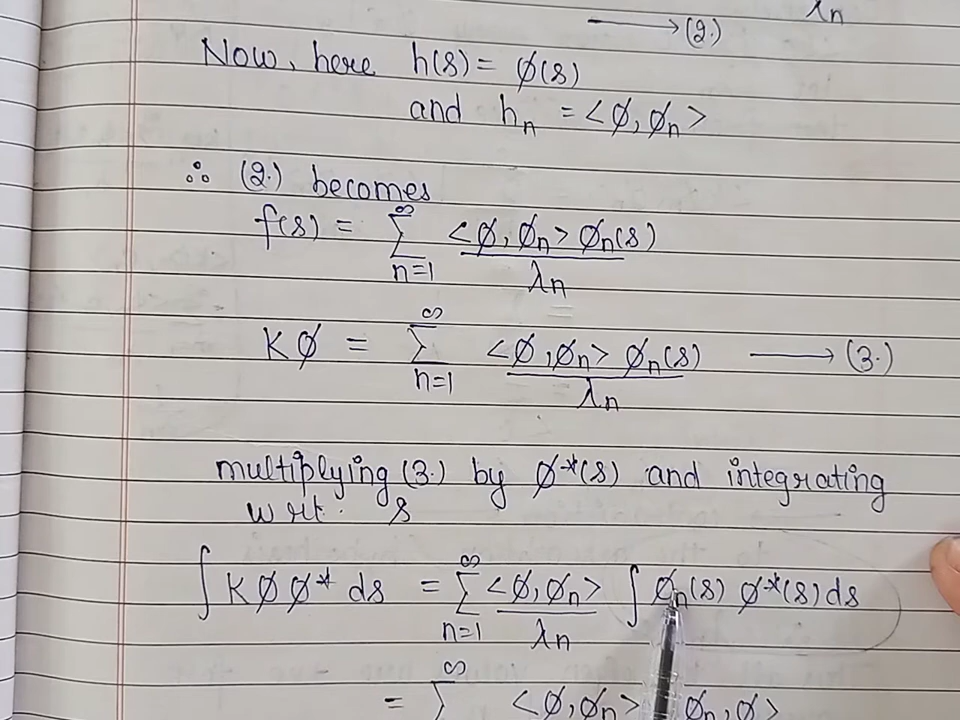 λn
⟶ (2.)
Now, here h(s) = ϕ(s)
and hn = <ϕ, ϕn>
∴ (2.) becomes
f(s) = ∞∑n=1 <ϕ, ϕn> ϕn(s) / λn
Kϕ = ∞∑n=1 <ϕ, ϕn> ϕn(s) / λn ⟶ (3.)
multiplying (3.) by ϕ*(s) and integrating
w r t. s
∫ K ϕ ϕ* ds = ∞∑n=1 <ϕ, ϕn> / λn ∫ ϕn(s) ϕ*(s) ds
= ∞∑ <ϕ, ϕn> ϕn, ϕ>